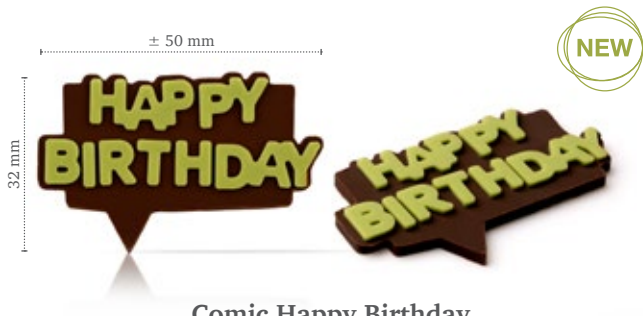 ± 50 mm
NEW
32 mm
HAPPY
BIRTHDAY
HAPPY
BIRTHDAY
Comic Happy Birthday